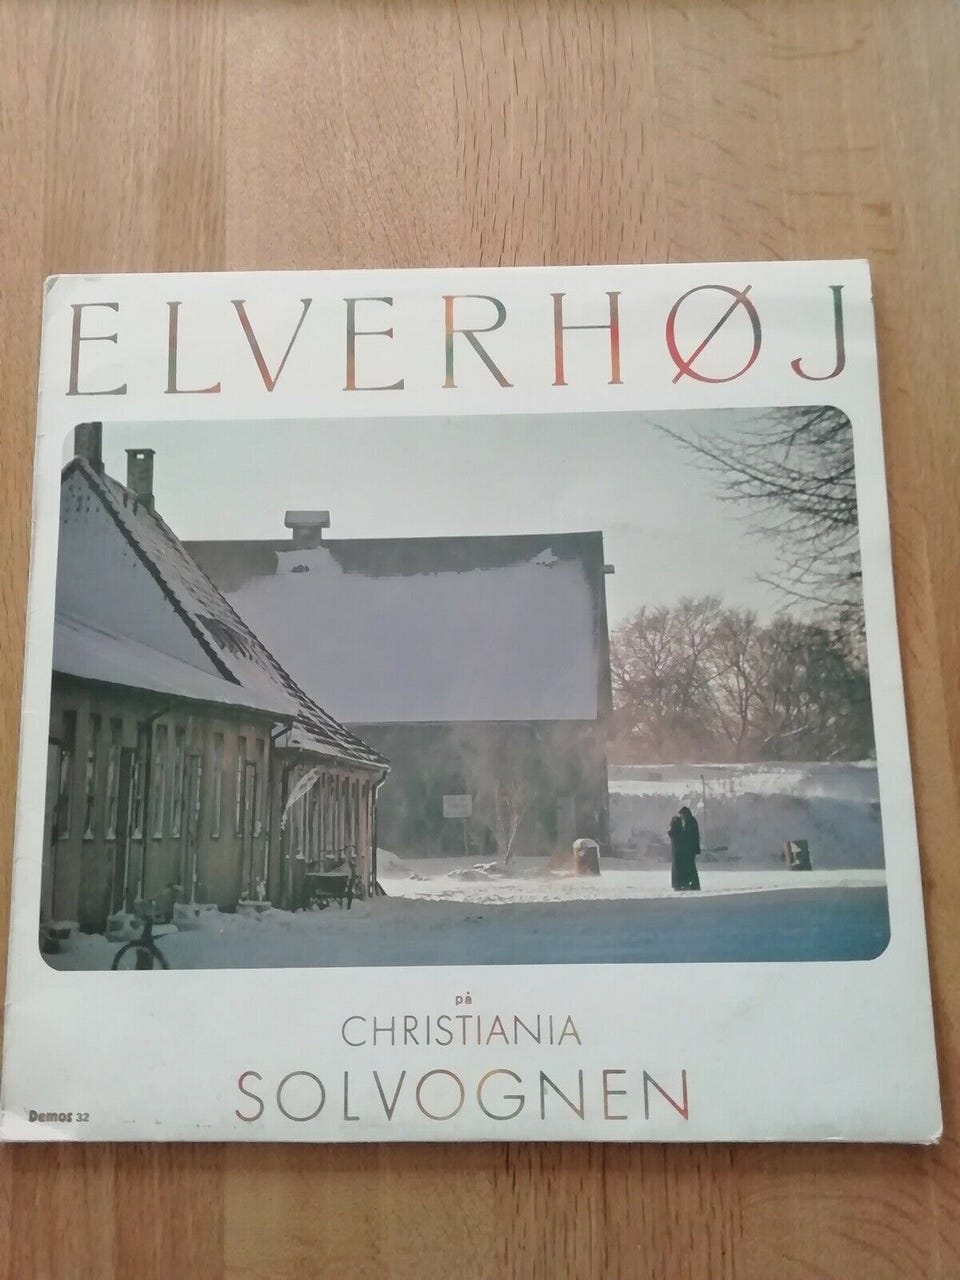 ELVERHØJ
på
CHRISTIANIA
SOLVOGNEN
Demos 32